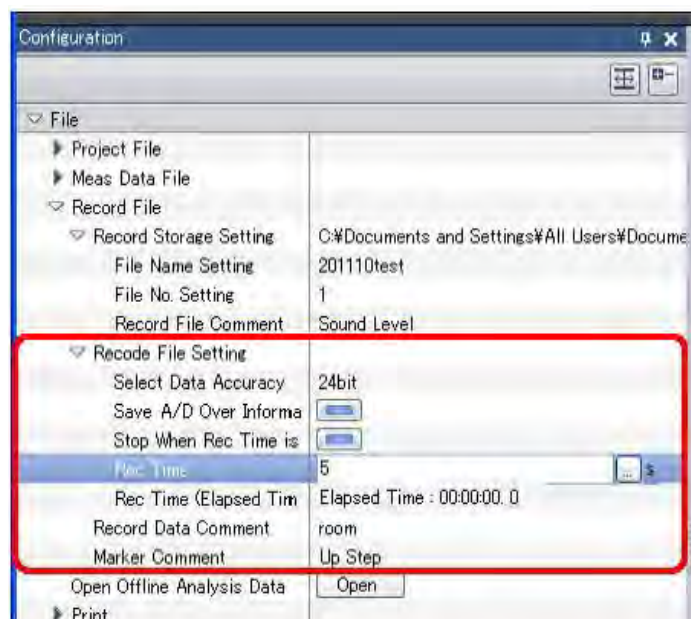 Configuration
File
Project File
Meas Data File
Record File
Record Storage Setting C:¥Documents and Settings¥All Users¥Docume
File Name Setting 201110test
File No. Setting 1
Record File Comment Sound Level
Recode File Setting
Select Data Accuracy 24bit
Save A/D Over Informa
Stop When Rec Time is
Rec Time 5 ... s
Rec Time (Elapsed Tim Elapsed Time : 00:00:00. 0
Record Data Comment room
Marker Comment Up Step
Open Offline Analysis Data Open
Print